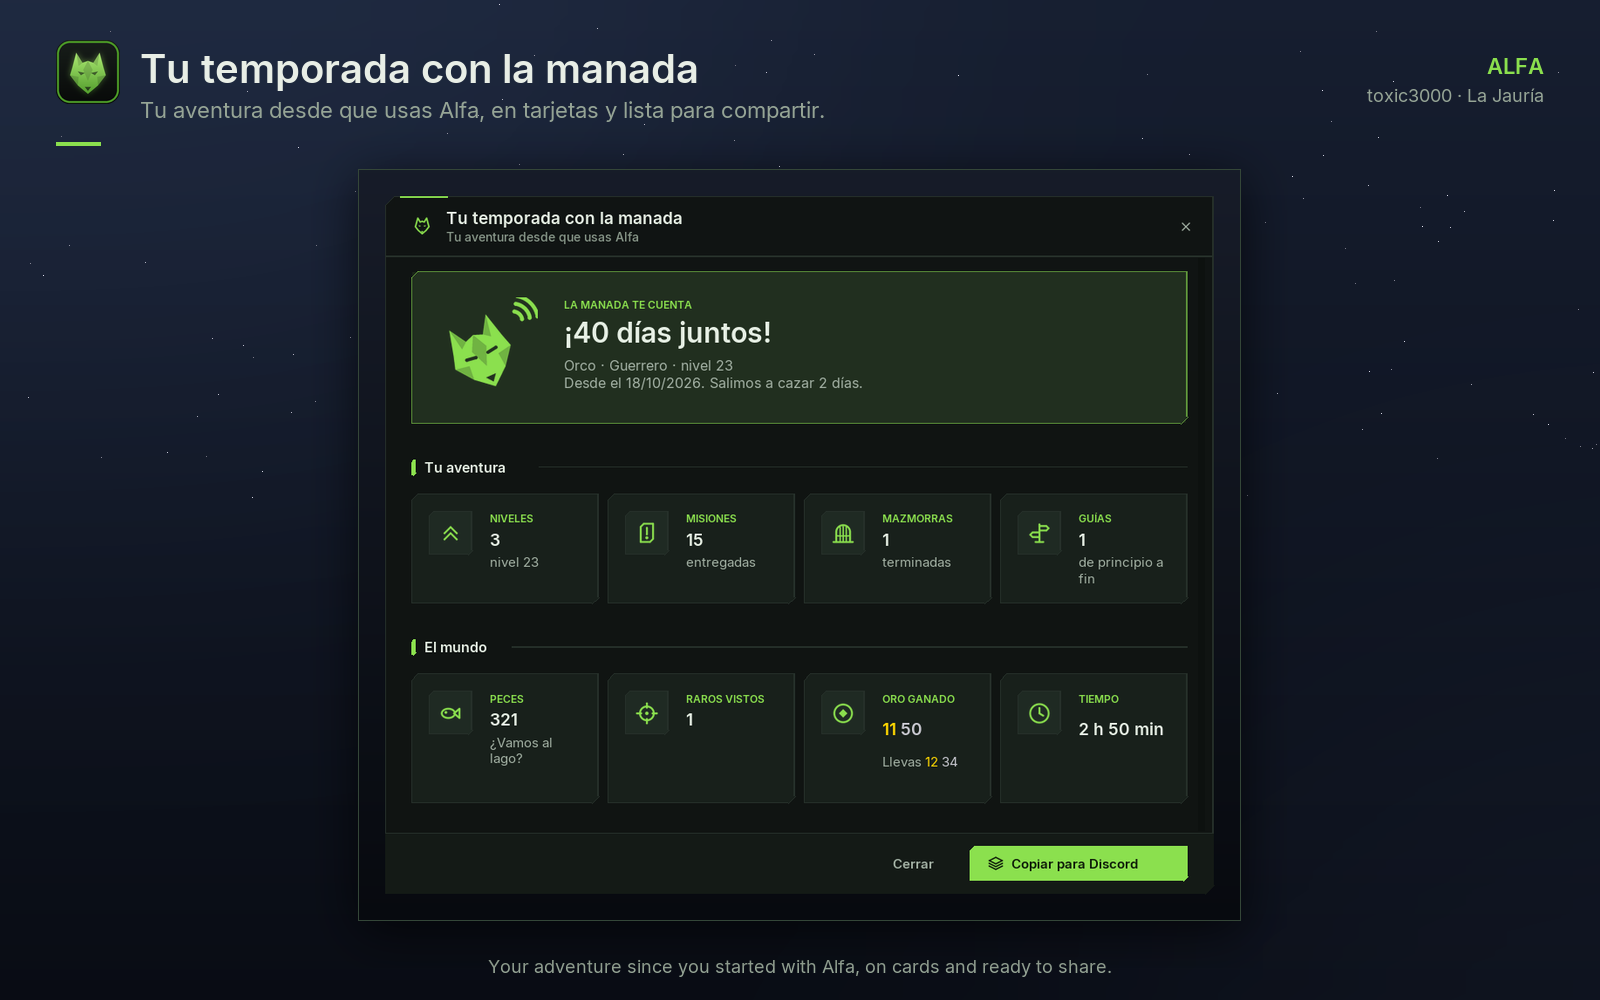 Tu temporada con la manada
Tu aventura desde que usas Alfa, en tarjetas y lista para compartir.
ALFA
toxic3000 · La Jauría
Tu temporada con la manada
Tu aventura desde que usas Alfa
×
LA MANADA TE CUENTA
¡40 días juntos!
Orco · Guerrero · nivel 23
Desde el 18/10/2026. Salimos a cazar 2 días.
Tu aventura
NIVELES
3
nivel 23
MISIONES
15
entregadas
MAZMORRAS
1
terminadas
GUÍAS
1
de principio a
fin
El mundo
PECES
321
¿Vamos al
lago?
RAROS VISTOS
1
ORO GANADO
11 50
Llevas 12 34
TIEMPO
2 h 50 min
Cerrar
Copiar para Discord
Your adventure since you started with Alfa, on cards and ready to share.